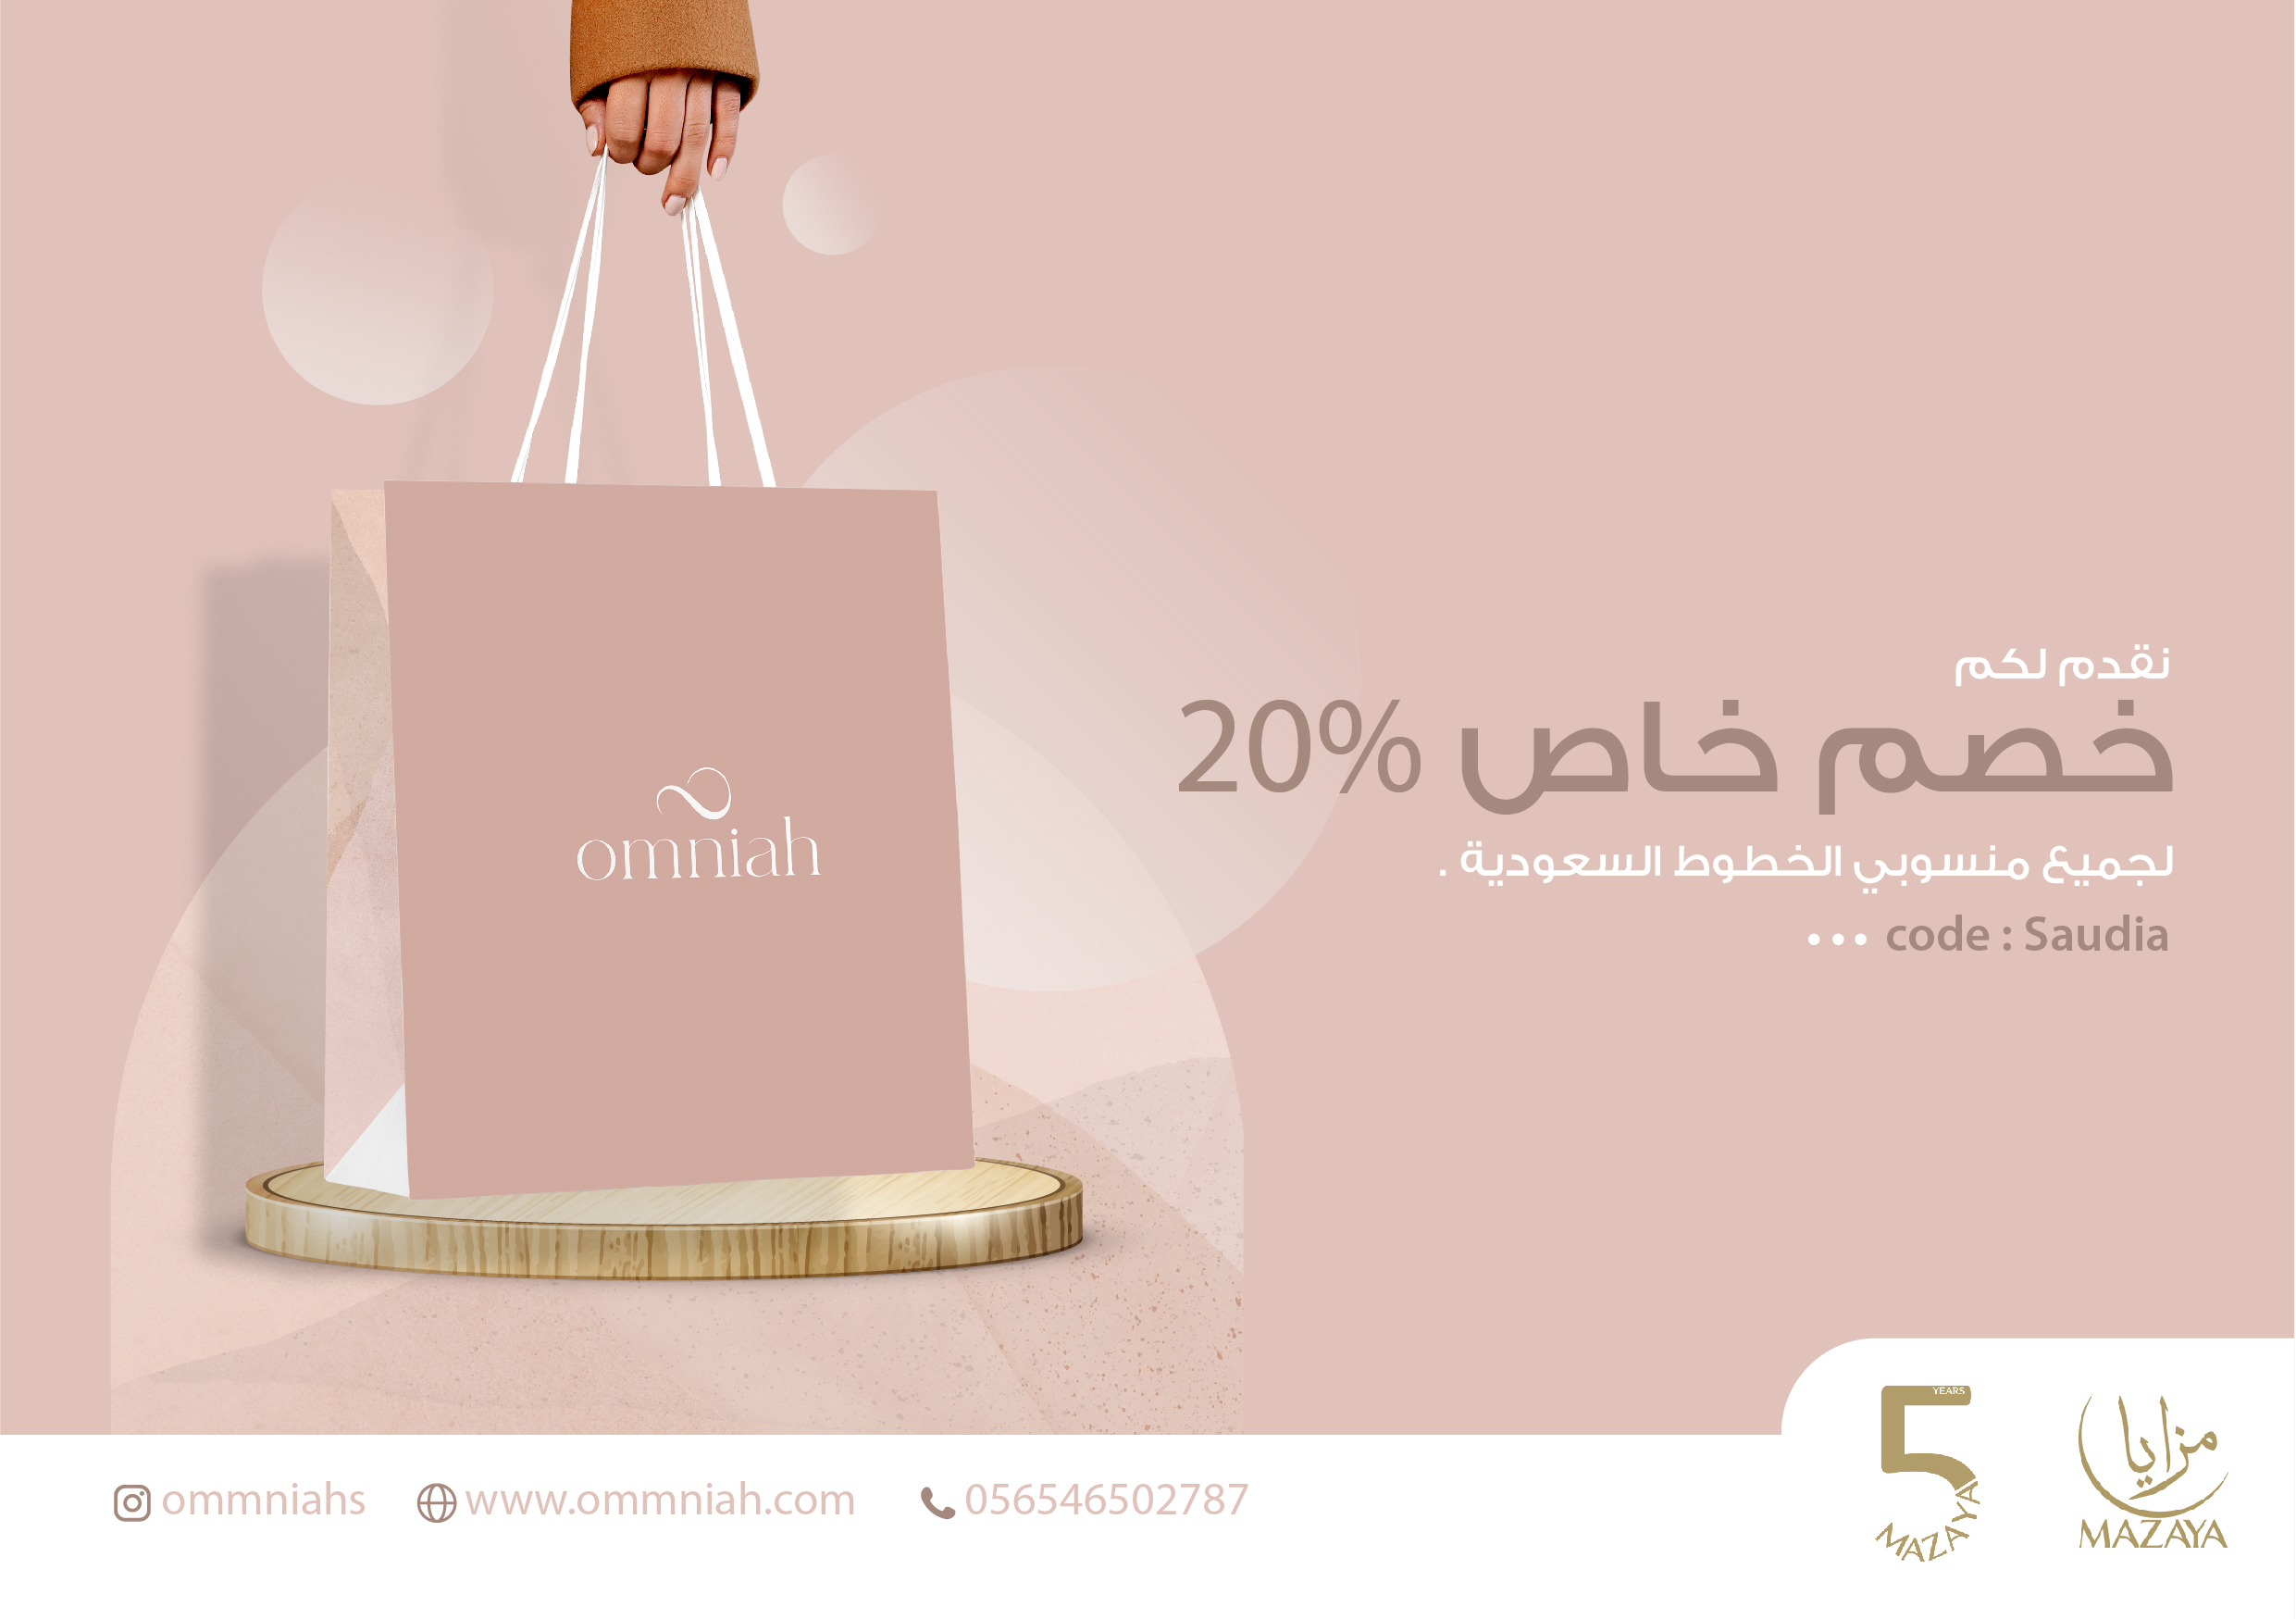 omniah
نقدم لكم
خصم خاص 20%
لجميع منسوبي الخطوط السعودية .
code : Saudia
ommniahs
www.ommniah.com
056546502787
5 YEARS
MAZAYA
مزايا
MAZAYA